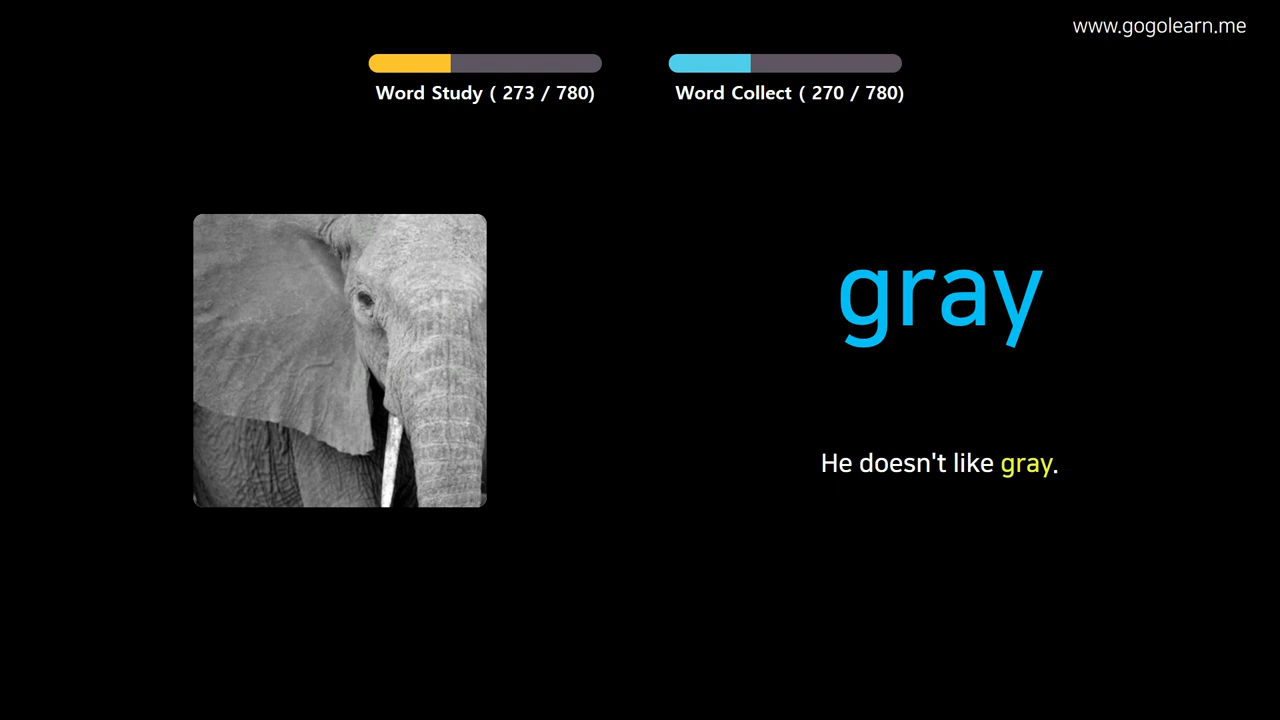 www.gogolearn.me
Word Study ( 273 / 780)
Word Collect ( 270 / 780)
gray
He doesn't like gray.